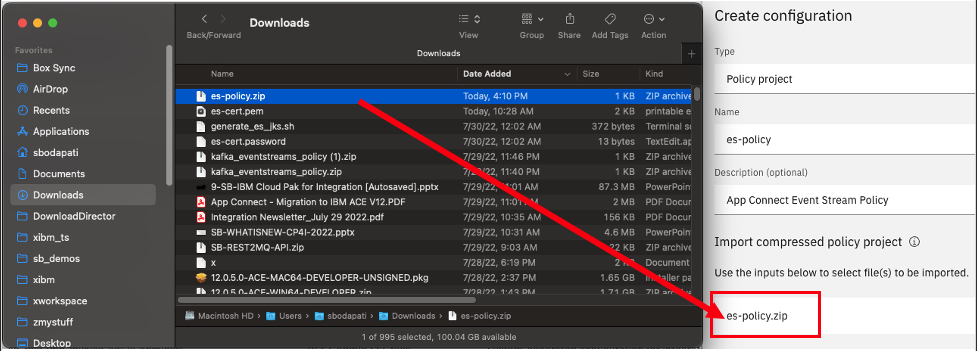 Downloads
Back/Forward
View
Group
Share
Add Tags
Action
Favorites
Box Sync
AirDrop
Recents
Applications
sbodapati
Documents
Downloads
DownloadDirector
xibm_ts
sb_demos
xibm
xworkspace
zmystuff
Desktop
Downloads
+
Name Date Added Size Kind
es-policy.zip Today, 4:10 PM 1 KB ZIP archive
es-cert.pem Today, 10:28 AM 2 KB printable e
generate_es_jks.sh 7/30/22, 12:02 AM 372 bytes Terminal so
es-cert.password 7/30/22, 12:02 AM 13 bytes TextEdit.ap
kafka_eventstreams_policy (1).zip 7/29/22, 11:46 PM 1 KB ZIP archive
kafka_eventstreams_policy.zip 7/29/22, 11:40 PM 1 KB ZIP archive
9-SB-IBM Cloud Pak for Integration [Autosaved].pptx 7/29/22, 11:01 AM 87.3 MB PowerPoin
App Connect - Migration to IBM ACE V12.PDF 7/29/22, 11:01 2 MB PDF Docum
Integration Newsletter_July 29 2022.pdf 7/29/22, 10:35 AM 156 KB PDF Docum
SB-WHATISNEW-CP4I-2022.pptx 7/29/22, 10:31 AM 4.6 MB PowerPoin
SB-REST2MQ-API.zip 7/29/22, 9:03 AM KB ZIP archive
x 7/28/22, 6:19 PM 2 Document
12.0.5.0-ACE-MAC64-DEVELOPER-UNSIGNED.pkg 7/28/22, 2:37 PM 1.65 GB Installer pa
12.0.5.0-ACE-WIN64-DEVELOPER.zip 7/28/22, 1:43 PM 1.71 GB ZIP archive
Macintosh HD › Users › sbodapati › Downloads › es-policy.zip
1 of 995 selected, 100.04 GB available
Create configuration
Type
Policy project
Name
es-policy
Description (optional)
App Connect Event Stream Policy
Import compressed policy project
Use the inputs below to select file(s) to be imported.
es-policy.zip